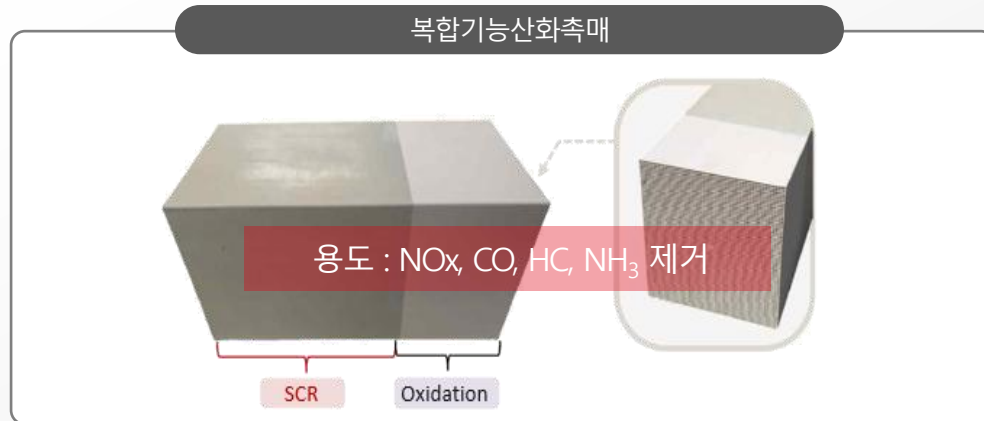 복합기능산화촉매
용도 : NOx, CO, HC, NH₃ 제거
SCR
Oxidation